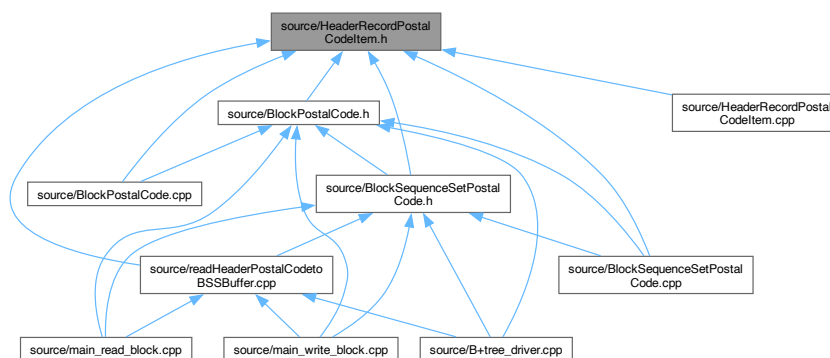 source/HeaderRecordPostal
CodeItem.h
source/BlockPostalCode.h
source/HeaderRecordPostal
CodeItem.cpp
source/BlockPostalCode.cpp
source/BlockSequenceSetPostal
Code.h
source/readHeaderPostalCodeto
BSSBuffer.cpp
source/BlockSequenceSetPostal
Code.cpp
source/main_read_block.cpp
source/main_write_block.cpp
source/B+tree_driver.cpp